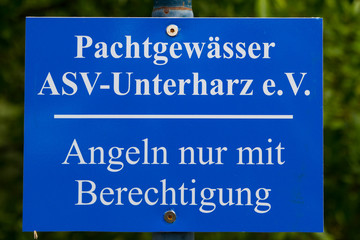 Pachtgewässer
ASV-Unterharz e.V.
Angeln nur mit
Berechtigung